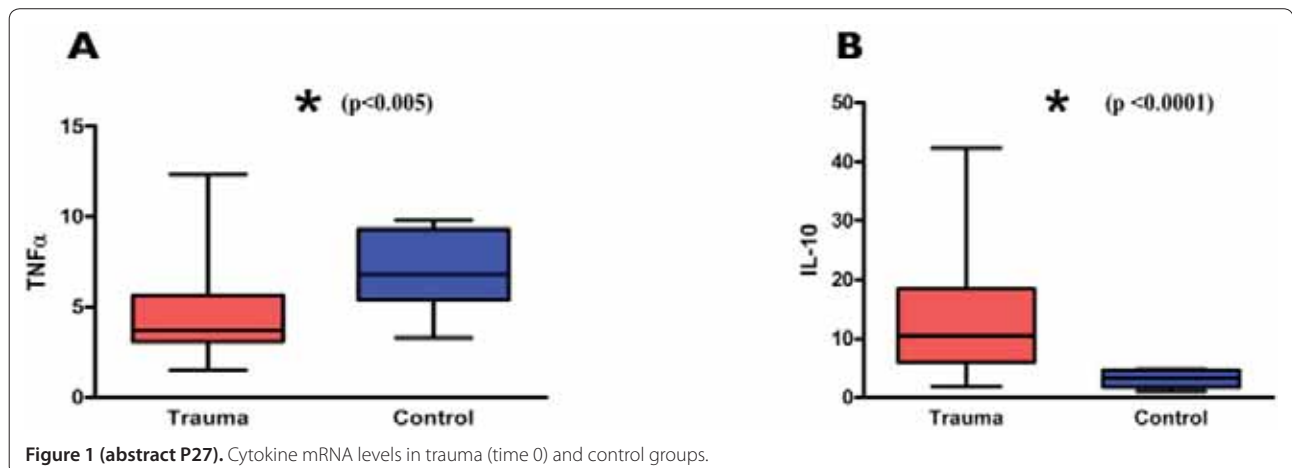 A
* (p<0.005)
15
10
5
0
TNFα
Trauma Control
B
* (p <0.0001)
50
40
30
20
10
0
IL-10
Trauma Control
Figure 1 (abstract P27). Cytokine mRNA levels in trauma (time 0) and control groups.